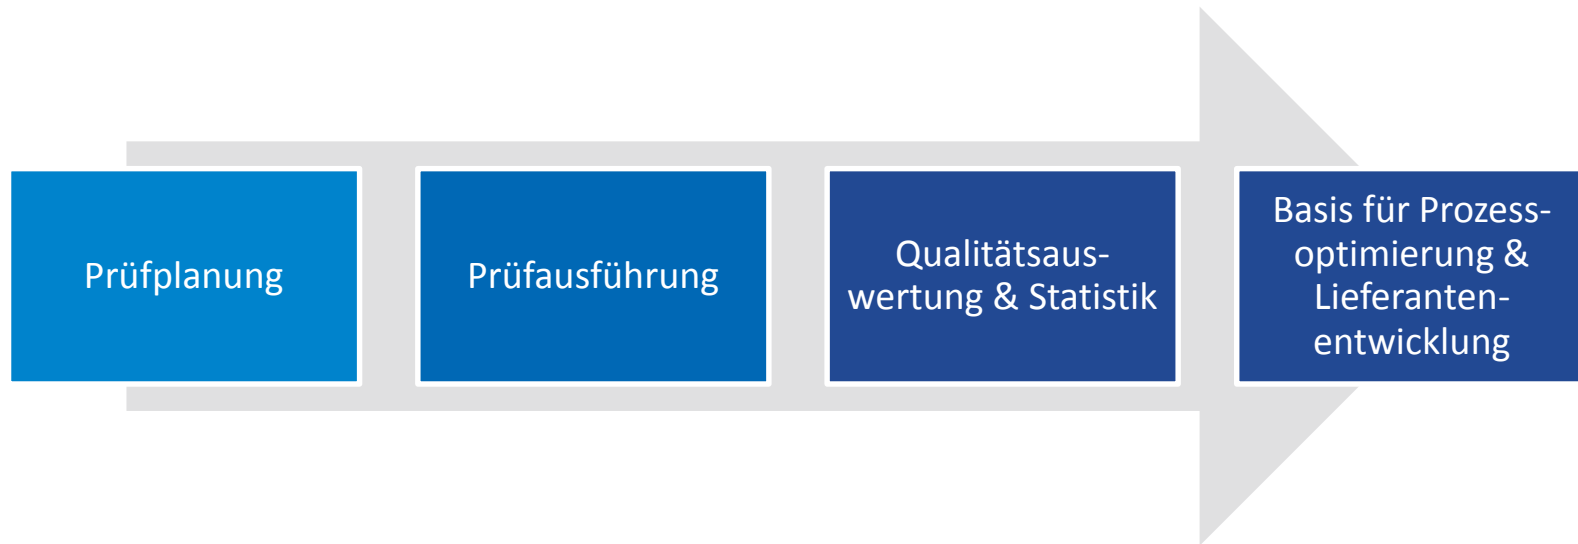 Prüfplanung
Prüfausführung
Qualitätsaus-
wertung & Statistik
Basis für Prozess-
optimierung &
Lieferanten-
entwicklung